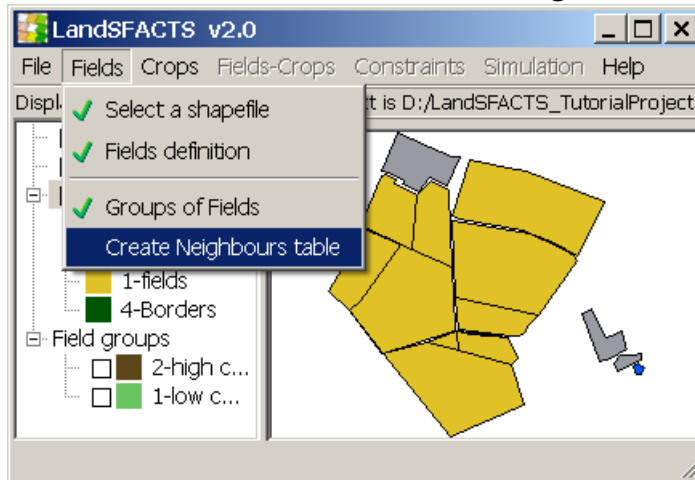 LandSFACTS v2.0
File Fields Crops Fields-Crops Constraints Simulation Help
Displ t is D:/LandSFACTS_TutorialProject
Select a shapefile
Fields definition
Groups of Fields
Create Neighbours table
1-fields
4-Borders
Field groups
2-high c...
1-low c...